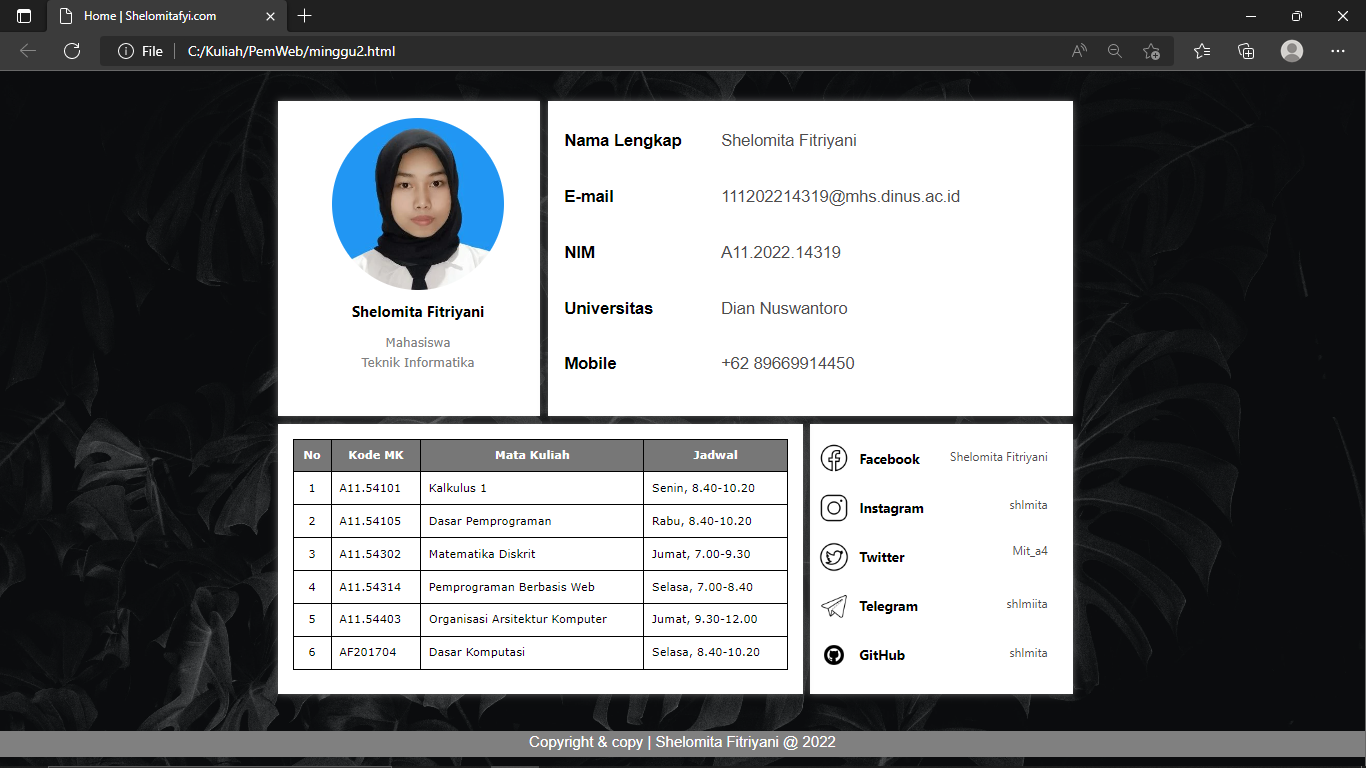 Home | Shelomitafyi.com
File C:/Kuliah/PemWeb/minggu2.html
Shelomita Fitriyani
Mahasiswa
Teknik Informatika
Nama Lengkap Shelomita Fitriyani
E-mail 111202214319@mhs.dinus.ac.id
NIM A11.2022.14319
Universitas Dian Nuswantoro
Mobile +62 89669914450
No Kode MK Mata Kuliah Jadwal
1 A11.54101 Kalkulus 1 Senin, 8.40-10.20
2 A11.54105 Dasar Pemprograman Rabu, 8.40-10.20
3 A11.54302 Matematika Diskrit Jumat, 7.00-9.30
4 A11.54314 Pemprograman Berbasis Web Selasa, 7.00-8.40
5 A11.54403 Organisasi Arsitektur Komputer Jumat, 9.30-12.00
6 AF201704 Dasar Komputasi Selasa, 8.40-10.20
Facebook Shelomita Fitriyani
Instagram shlmita
Twitter Mit_a4
Telegram shlmiita
GitHub shlmita
Copyright & copy | Shelomita Fitriyani @ 2022